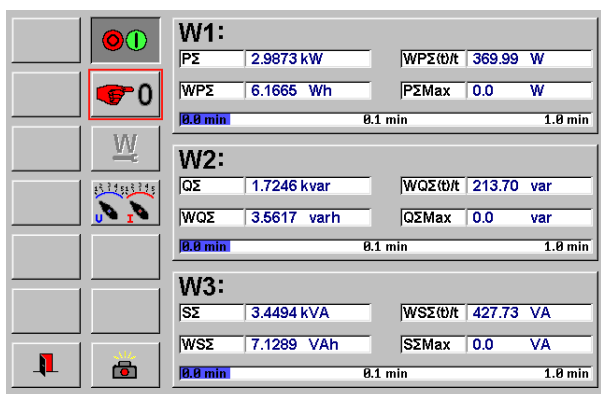 W1:
PΣ 2.9873 kW WPΣ(t)/t 369.99 W
WPΣ 6.1665 Wh PΣMax 0.0 W
0.0 min 0.1 min 1.0 min
0
W
W2:
QΣ 1.7246 kvar WQΣ(t)/t 213.70 var
WQΣ 3.5617 varh QΣMax 0.0 var
0.0 min 0.1 min 1.0 min
U I
W3:
SΣ 3.4494 kVA WSΣ(t)/t 427.73 VA
WSΣ 7.1289 VAh SΣMax 0.0 VA
0.0 min 0.1 min 1.0 min